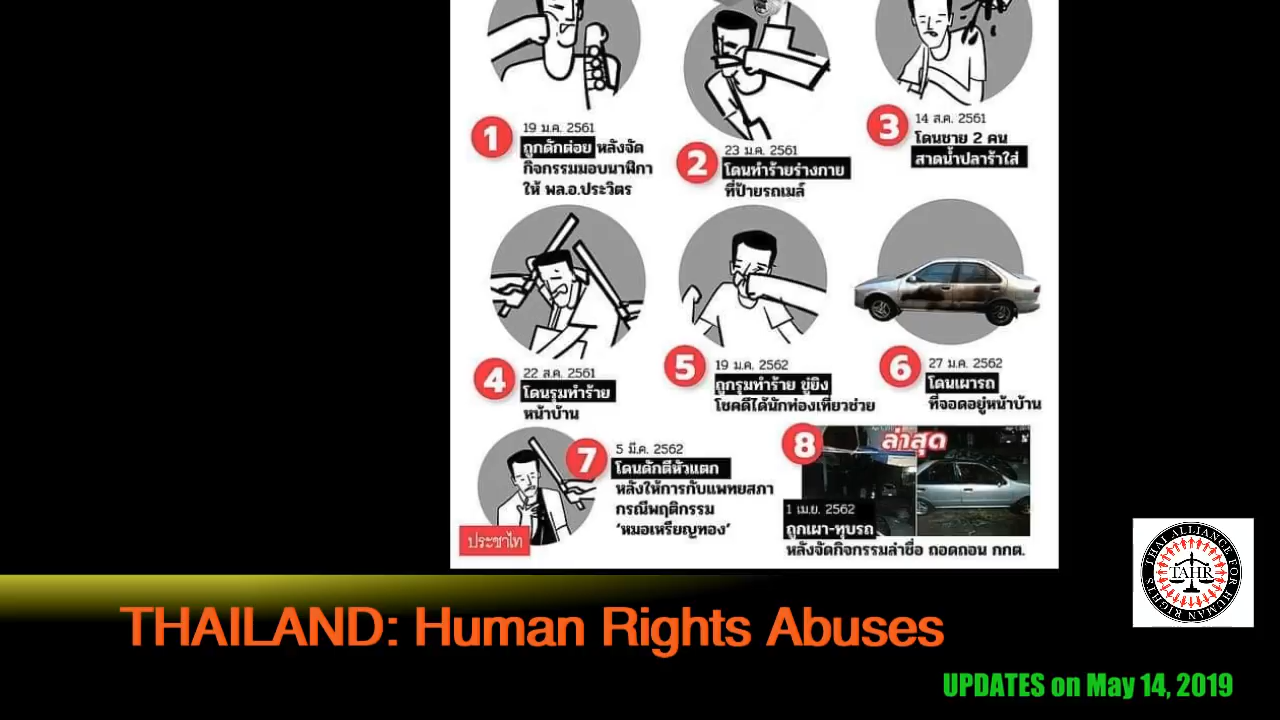 1
19 ม.ค. 2561
ถูกดักต่อย หลังจัด
กิจกรรมมอบนาฬิกา
ให้ พล.อ.ประวิตร
2
23 ม.ค. 2561
โดนทำร้ายร่างกาย
ที่ป้ายรถเมล์
3
14 ส.ค. 2561
โดนชาย 2 คน
สาดน้ำปลาร้าใส่
4
22 ส.ค. 2561
โดนรุมทำร้าย
หน้าบ้าน
5
19 ม.ค. 2562
ถูกรุมทำร้าย ขู่ยิง
โชคดีได้นักท่องเที่ยวช่วย
6
27 ม.ค. 2562
โดนเผารถ
ที่จอดอยู่หน้าบ้าน
7
5 มี.ค. 2562
โดนดักตีหัวแตก
หลังให้การกับแพทยสภา
กรณีพฤติกรรม
‘หมอเหรียญทอง’
ประชาไท
8
ล่าสุด
1 เม.ย. 2562
ถูกเผา-ทุบรถ
หลังจัดกิจกรรมล่าชื่อ ถอดถอน กกต.
THAI ALLIANCE FOR HUMAN RIGHTS
TAHR
THAILAND: Human Rights Abuses
UPDATES on May 14, 2019